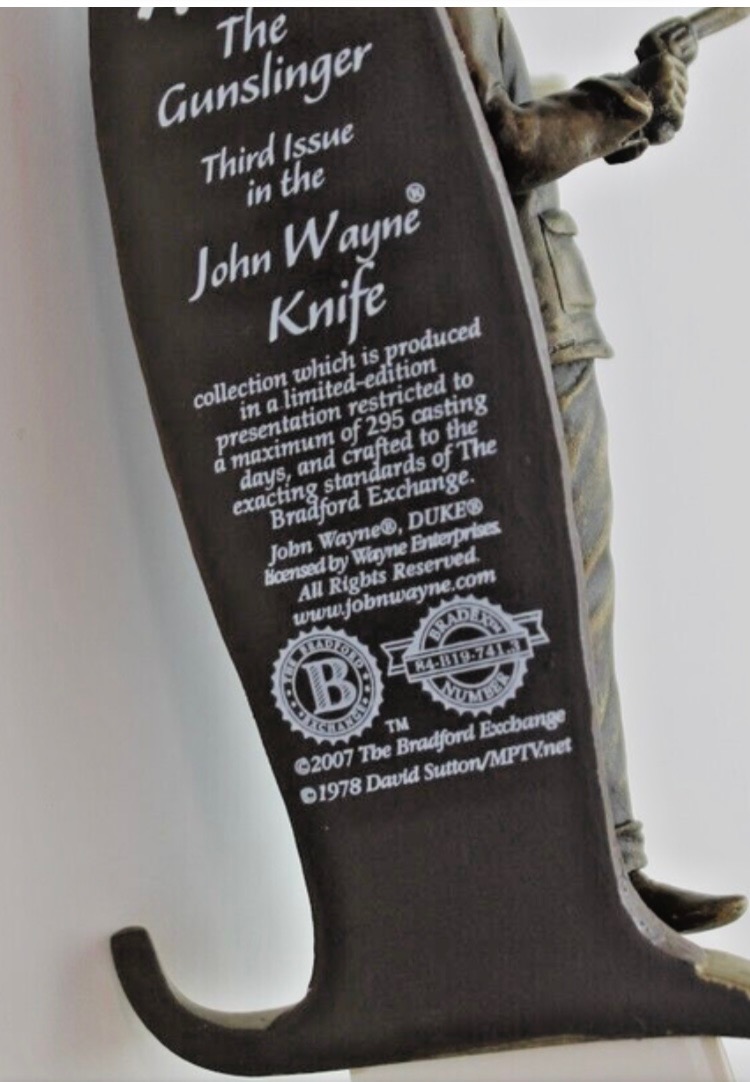 The
Gunslinger
Third Issue
in the
John Wayne®
Knife
collection which is produced
in a limited-edition
presentation restricted to
a maximum of 295 casting
days, and crafted to the
exacting standards of The
Bradford Exchange.
John Wayne®, DUKE®
licensed by Wayne Enterprises.
All Rights Reserved.
www.johnwayne.com
THE BRADFORD
B
EXCHANGE
BRADEX™
84-B19-741.3
NUMBER
™
©2007 The Bradford Exchange
©1978 David Sutton/MPTV.net